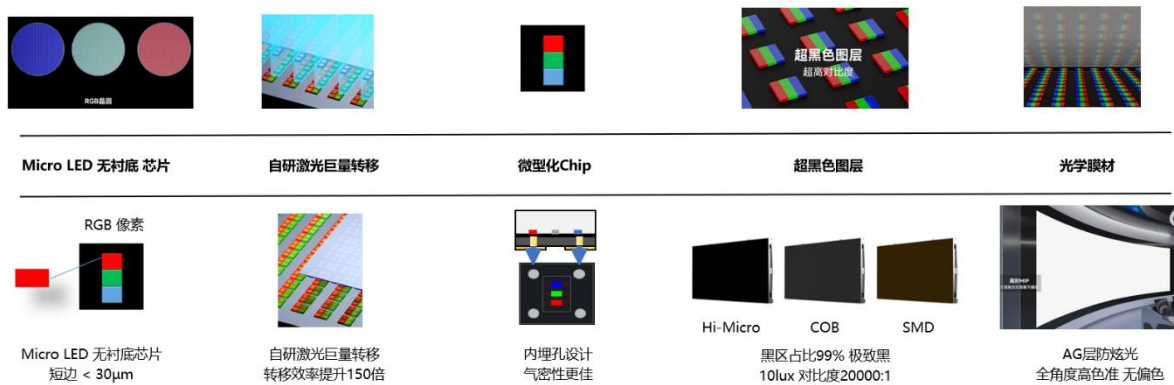 RGB晶圆
超黑色图层
超高对比度
Micro LED 无衬底 芯片
自研激光巨量转移
微型化Chip
超黑色图层
光学膜材
RGB 像素
高阶MiP
Hi-Micro
COB
SMD
Micro LED 无衬底芯片
短边 < 30μm
自研激光巨量转移
转移效率提升150倍
内埋孔设计
气密性更佳
黑区占比99% 极致黑
10lux 对比度20000:1
AG层防炫光
全角度高色准 无偏色